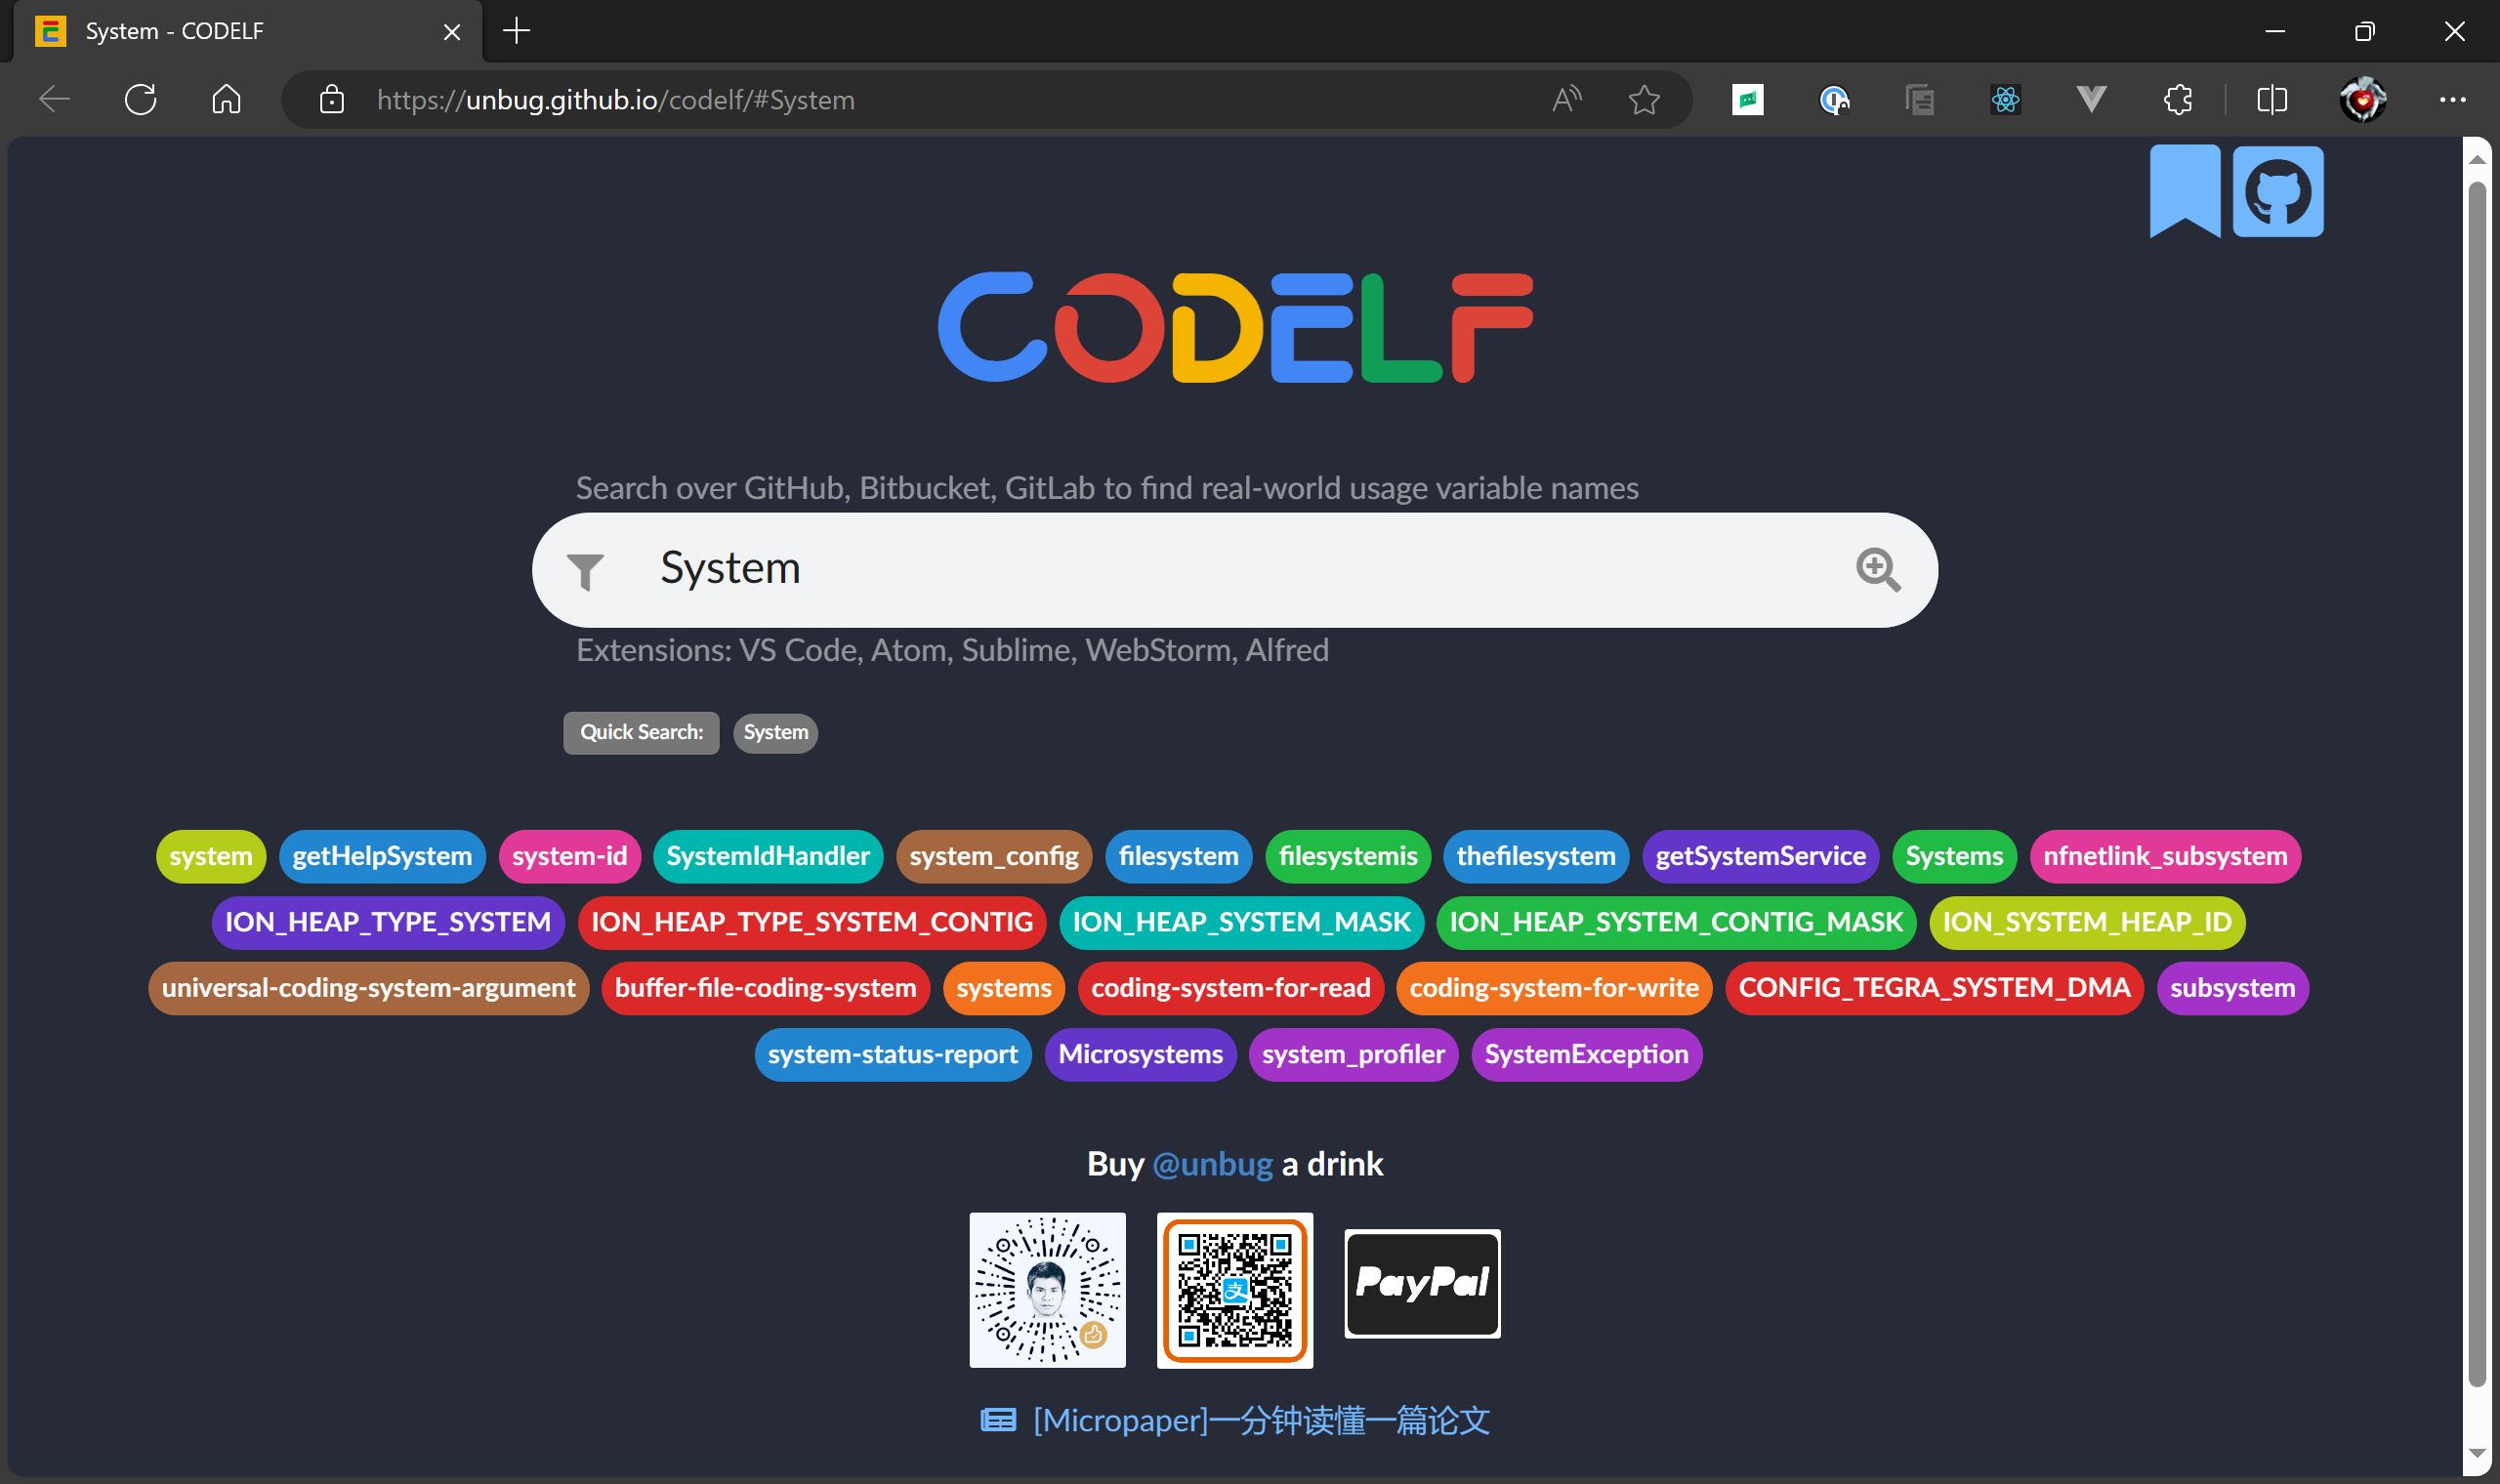 System - CODELF
https://unbug.github.io/codelf/#System
CODELF
Search over GitHub, Bitbucket, GitLab to find real-world usage variable names
System
Extensions: VS Code, Atom, Sublime, WebStorm, Alfred
Quick Search: System
system getHelpSystem system-id SystemIdHandler system_config filesystem filesystemis thefilesystem getSystemService Systems nfnetlink_subsystem
ION_HEAP_TYPE_SYSTEM ION_HEAP_TYPE_SYSTEM_CONTIG ION_HEAP_SYSTEM_MASK ION_HEAP_SYSTEM_CONTIG_MASK ION_SYSTEM_HEAP_ID
universal-coding-system-argument buffer-file-coding-system systems coding-system-for-read coding-system-for-write CONFIG_TEGRA_SYSTEM_DMA subsystem
system-status-report Microsystems system_profiler SystemException
Buy @unbug a drink
支
PayPal
[Micropaper]一分钟读懂一篇论文